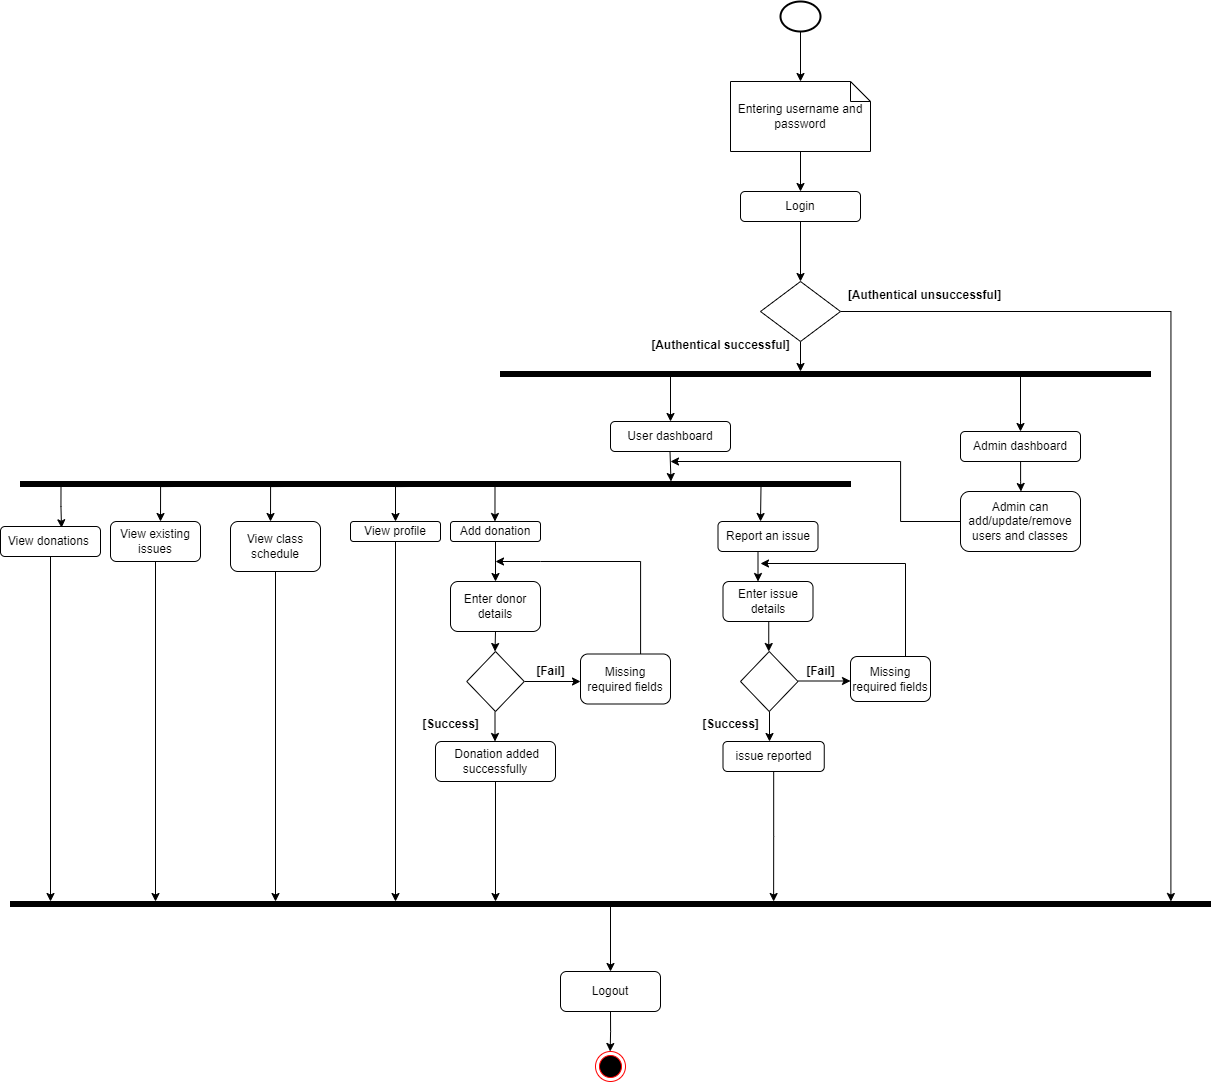 Entering username and
password
Login
[Authentical unsuccessful]
[Authentical successful]
User dashboard
Admin dashboard
Admin can
add/update/remove
users and classes
View donations
View existing
issues
View class
schedule
View profile
Add donation
Report an issue
Enter donor
details
Enter issue
details
[Fail]
Missing
required fields
[Fail]
Missing
required fields
[Success]
[Success]
Donation added
successfully
issue reported
Logout